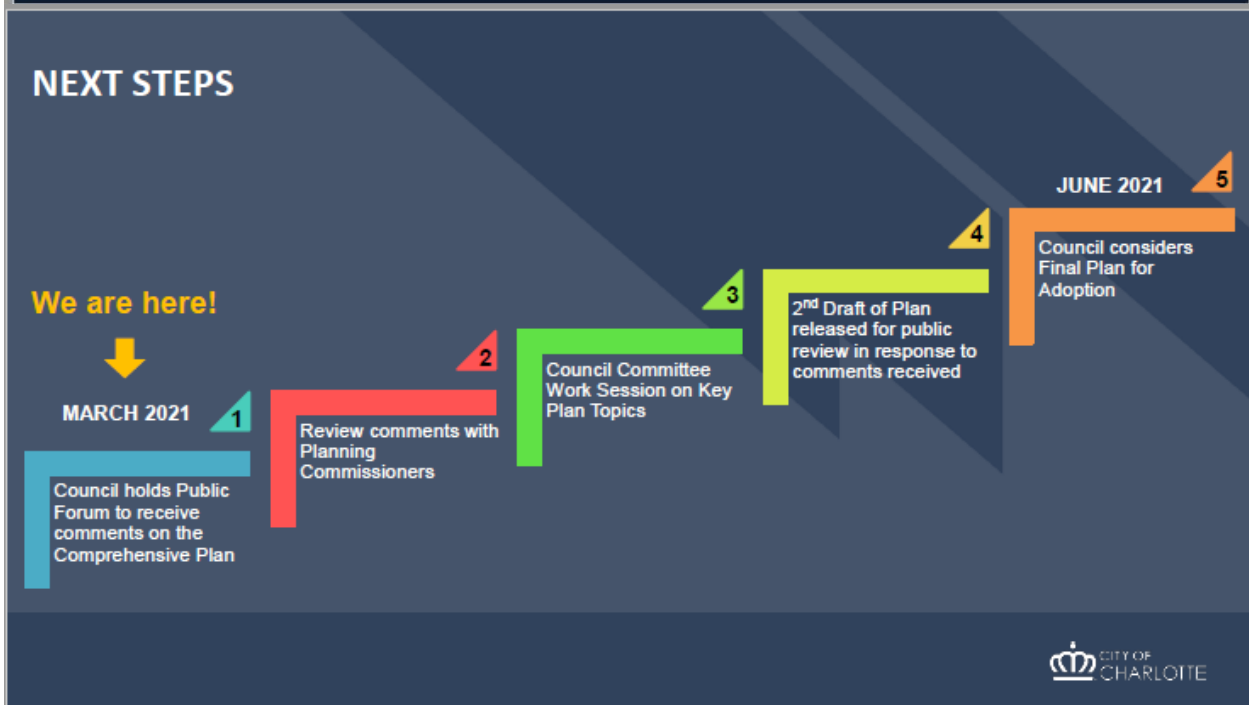 NEXT STEPS
We are here!
MARCH 2021
1
Council holds Public
Forum to receive
comments on the
Comprehensive Plan
2
Review comments with
Planning
Commissioners
3
Council Committee
Work Session on Key
Plan Topics
4
2nd Draft of Plan
released for public
review in response to
comments received
JUNE 2021
5
Council considers
Final Plan for
Adoption
CITY OF
CHARLOTTE